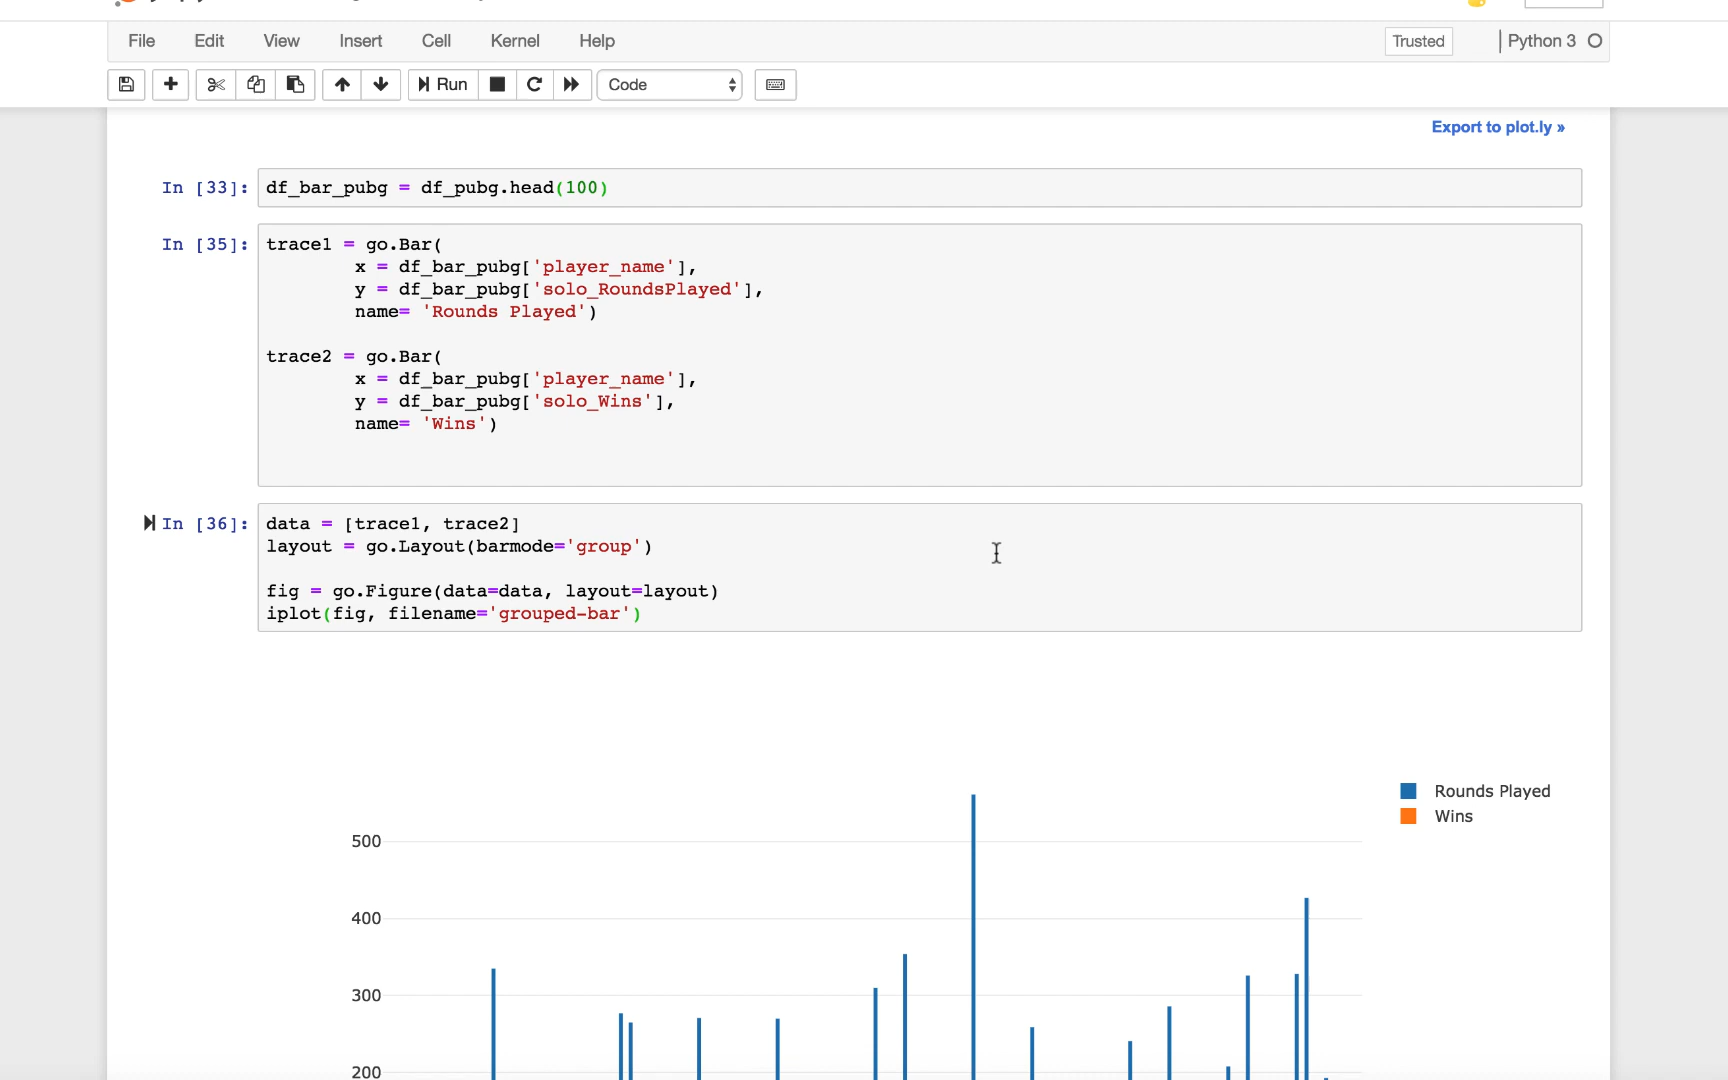 File Edit View Insert Cell Kernel Help Trusted Python 3
Run Code
Export to plot.ly »
In [33]: df_bar_pubg = df_pubg.head(100)
In [35]: trace1 = go.Bar(
x = df_bar_pubg['player_name'],
y = df_bar_pubg['solo_RoundsPlayed'],
name= 'Rounds Played')
trace2 = go.Bar(
x = df_bar_pubg['player_name'],
y = df_bar_pubg['solo_Wins'],
name= 'Wins')
In [36]: data = [trace1, trace2]
layout = go.Layout(barmode='group')
fig = go.Figure(data=data, layout=layout)
iplot(fig, filename='grouped-bar')
Rounds Played
Wins
500
400
300
200